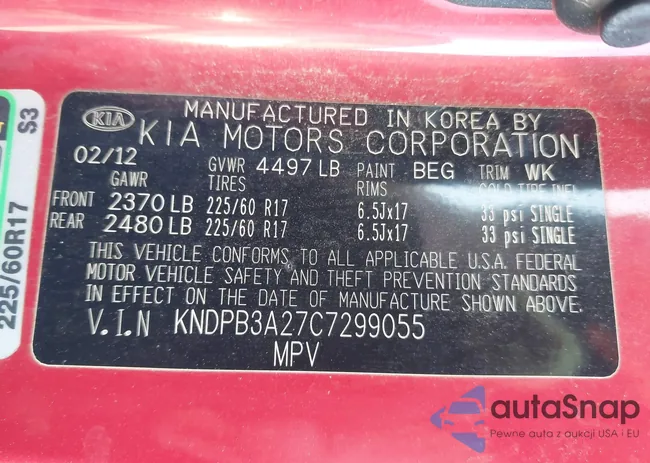 MANUFACTURED IN KOREA BY
KIA KIA MOTORS CORPORATION
02/12 GVWR 4497 LB PAINT BEG TRIM WK
GAWR TIRES RIMS COLD TIRE INFL
FRONT 2370 LB 225/60 R17 6.5Jx17 33 psi SINGLE
REAR 2480 LB 225/60 R17 6.5Jx17 33 psi SINGLE
THIS VEHICLE CONFORMS TO ALL APPLICABLE U.S.A. FEDERAL
MOTOR VEHICLE SAFETY AND THEFT PREVENTION STANDARDS
IN EFFECT ON THE DATE OF MANUFACTURE SHOWN ABOVE.
V.I.N KNDPB3A27C7299055
MPV
225/60R17 S3
autaSnap
Pewne auta z aukcji USA i EU